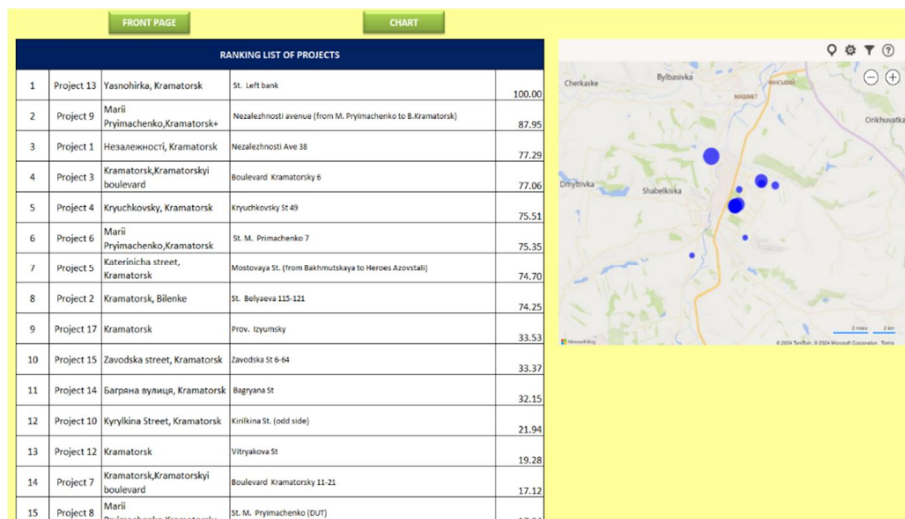 FRONT PAGE
CHART
RANKING LIST OF PROJECTS
1 Project 13 Yasnohirka, Kramatorsk St. Left bank 100.00
2 Project 9 Marii Pryimachenko,Kramatorsk+ Nezalezhnosti avenue (from M. Pryimachenko to B.Kramatorsk) 87.95
3 Project 1 Незалежності, Kramatorsk Nezalezhnosti Ave 38 77.29
4 Project 3 Kramatorsk,Kramatorskyi boulevard Boulevard Kramatorsky 6 77.06
5 Project 4 Kryuchkovsky, Kramatorsk Kryuchkovsky St 49 75.51
6 Project 6 Marii Pryimachenko,Kramatorsk St. M. Primachenko 7 75.35
7 Project 5 Katerinicha street, Kramatorsk Mostovaya St. (from Bakhmutskaya to Heroes Azovstali) 74.70
8 Project 2 Kramatorsk, Bilenke St. Belyaeva 115-121 74.25
9 Project 17 Kramatorsk Prov. Izyumsky 33.53
10 Project 15 Zavodska street, Kramatorsk Zavodska St 6-64 33.37
11 Project 14 Багряна вулиця, Kramatorsk Bagryana St 32.15
12 Project 10 Kyrylkina Street, Kramatorsk Kirilkina St. (odd side) 21.94
13 Project 12 Kramatorsk Vitryakova St 19.28
14 Project 7 Kramatorsk,Kramatorskyi boulevard Boulevard Kramatorsky 11-21 17.12
15 Project 8 Marii St. M. Pryimachenko (DUT)
Cherkaske
Bylbasivka
Orikhuvatka
Dmytrivka
Shabelkivka
2 miles 2 km
Microsoft Bing
© 2024 TomTom, © 2024 Microsoft Corporation Terms